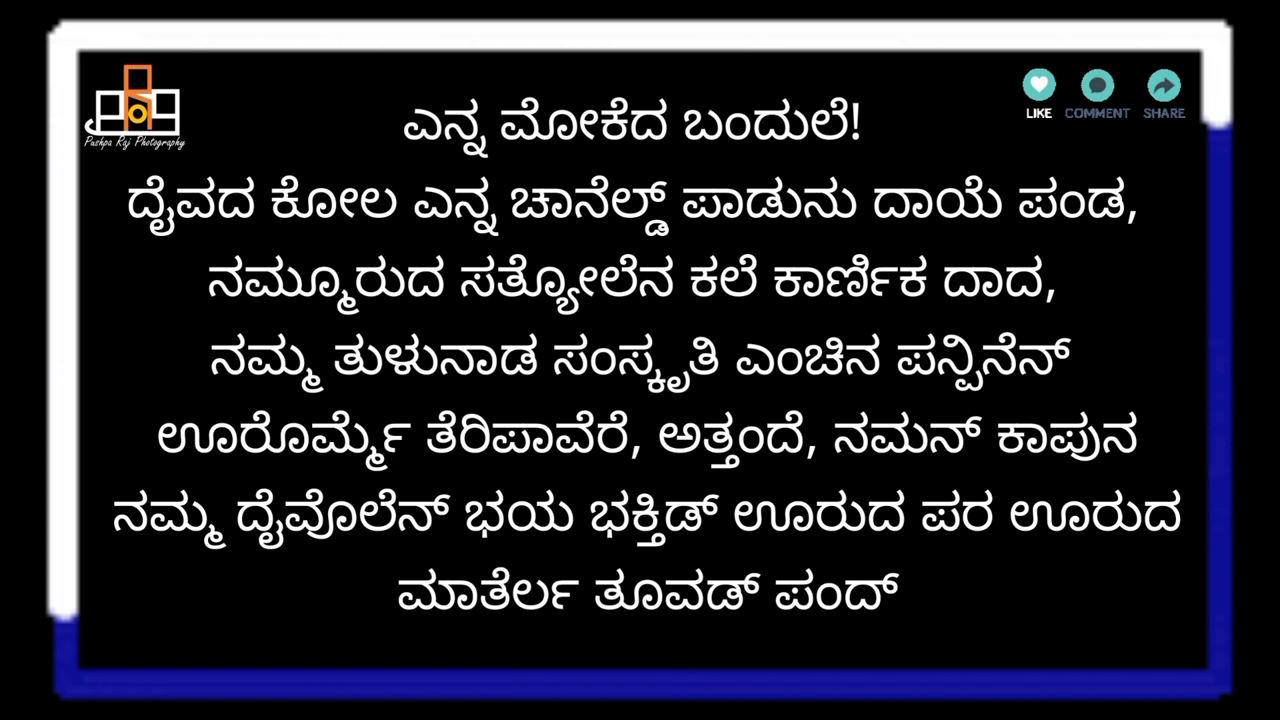 Pushpa Raj Photography
LIKE COMMENT SHARE
ಎನ್ನ ಮೋಕೆದ ಬಂದುಲೆ!
ದೈವದ ಕೋಲ ಎನ್ನ ಚಾನೆಲ್ಡ್ ಪಾಡುನು ದಾಯೆ ಪಂಡ,
ನಮ್ಮೂರುದ ಸತ್ಯೋಲೆನ ಕಲೆ ಕಾರ್ಣಿಕ ದಾದ,
ನಮ್ಮ ತುಳುನಾಡ ಸಂಸ್ಕೃತಿ ಎಂಚಿನ ಪನ್ಪಿನೆನ್
ಊರೊರ್ಮ್ಮೆ ತೆರಿಪಾವೆರೆ, ಅತ್ತಂದೆ, ನಮನ್ ಕಾಪುನ
ನಮ್ಮ ದೈವೊಲೆನ್ ಭಯ ಭಕ್ತಿಡ್ ಊರುದ ಪರ ಊರುದ
ಮಾತೆರ್ಲ ತೂವಡ್ ಪಂದ್